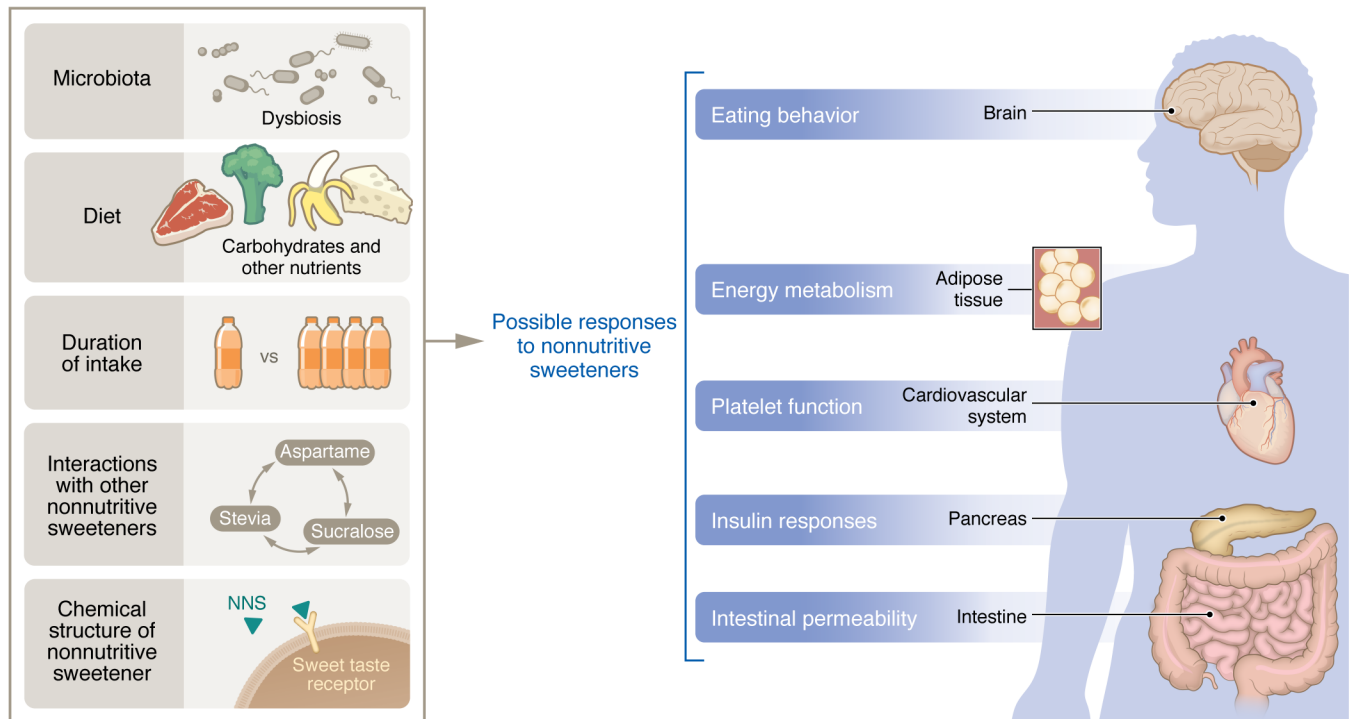 Microbiota
Dysbiosis
Diet
Carbohydrates and
other nutrients
Duration
of intake
vs
Interactions
with other
nonnutritive
sweeteners
Aspartame
Stevia
Sucralose
Chemical
structure of
nonnutritive
sweetener
NNS
Sweet taste
receptor
Possible responses
to nonnutritive
sweeteners
Eating behavior
Brain
Energy metabolism
Adipose
tissue
Platelet function
Cardiovascular
system
Insulin responses
Pancreas
Intestinal permeability
Intestine